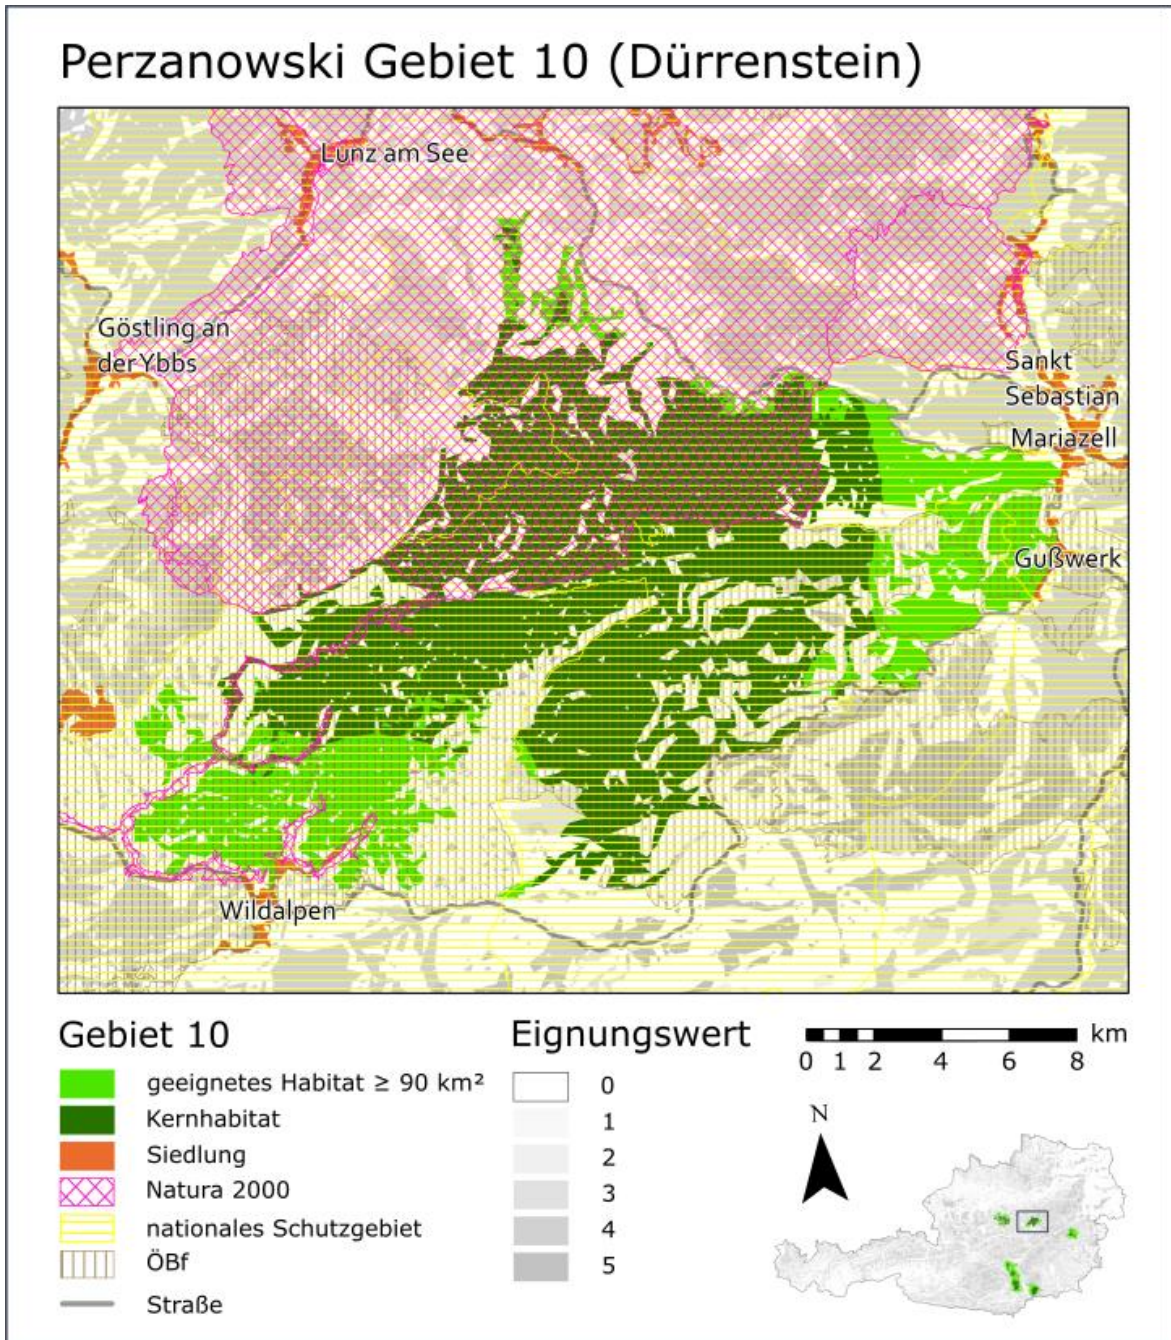 Perzanowski Gebiet 10 (Dürrenstein)
Lunz am See
Göstling an
der Ybbs
Sankt
Sebastian
Mariazell
Gußwerk
Wildalpen
Gebiet 10
geeignetes Habitat ≥ 90 km²
Kernhabitat
Siedlung
Natura 2000
nationales Schutzgebiet
ÖBf
Straße
Eignungswert
0
1
2
3
4
5
km
0 1 2 4 6 8
N